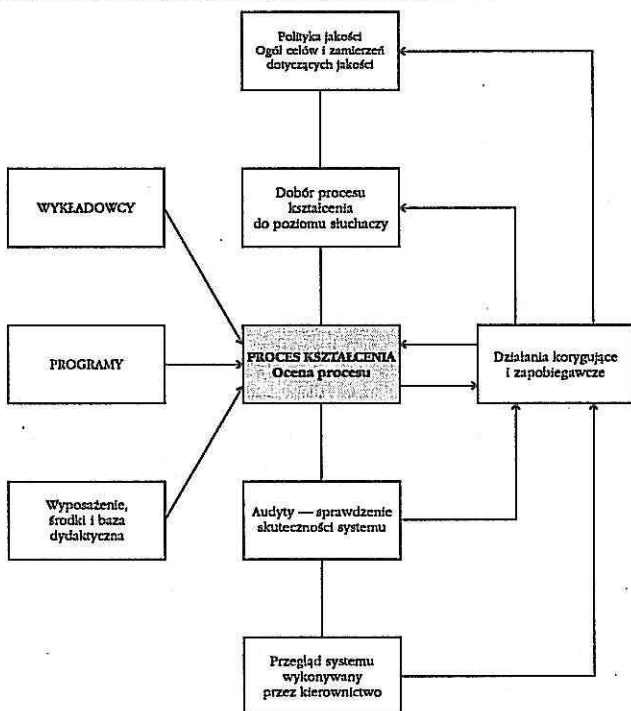 Polityka jakości
Ogół celów i zamierzeń
dotyczących jakości
WYKŁADOWCY
Dobór procesu
kształcenia
do poziomu słuchaczy
PROGRAMY
PROCES KSZTAŁCENIA
Ocena procesu
Działania korygujące
i zapobiegawcze
Wyposażenie,
środki i baza
dydaktyczna
Audyty — sprawdzenie
skuteczności systemu
Przegląd systemu
wykonywany
przez kierownictwo